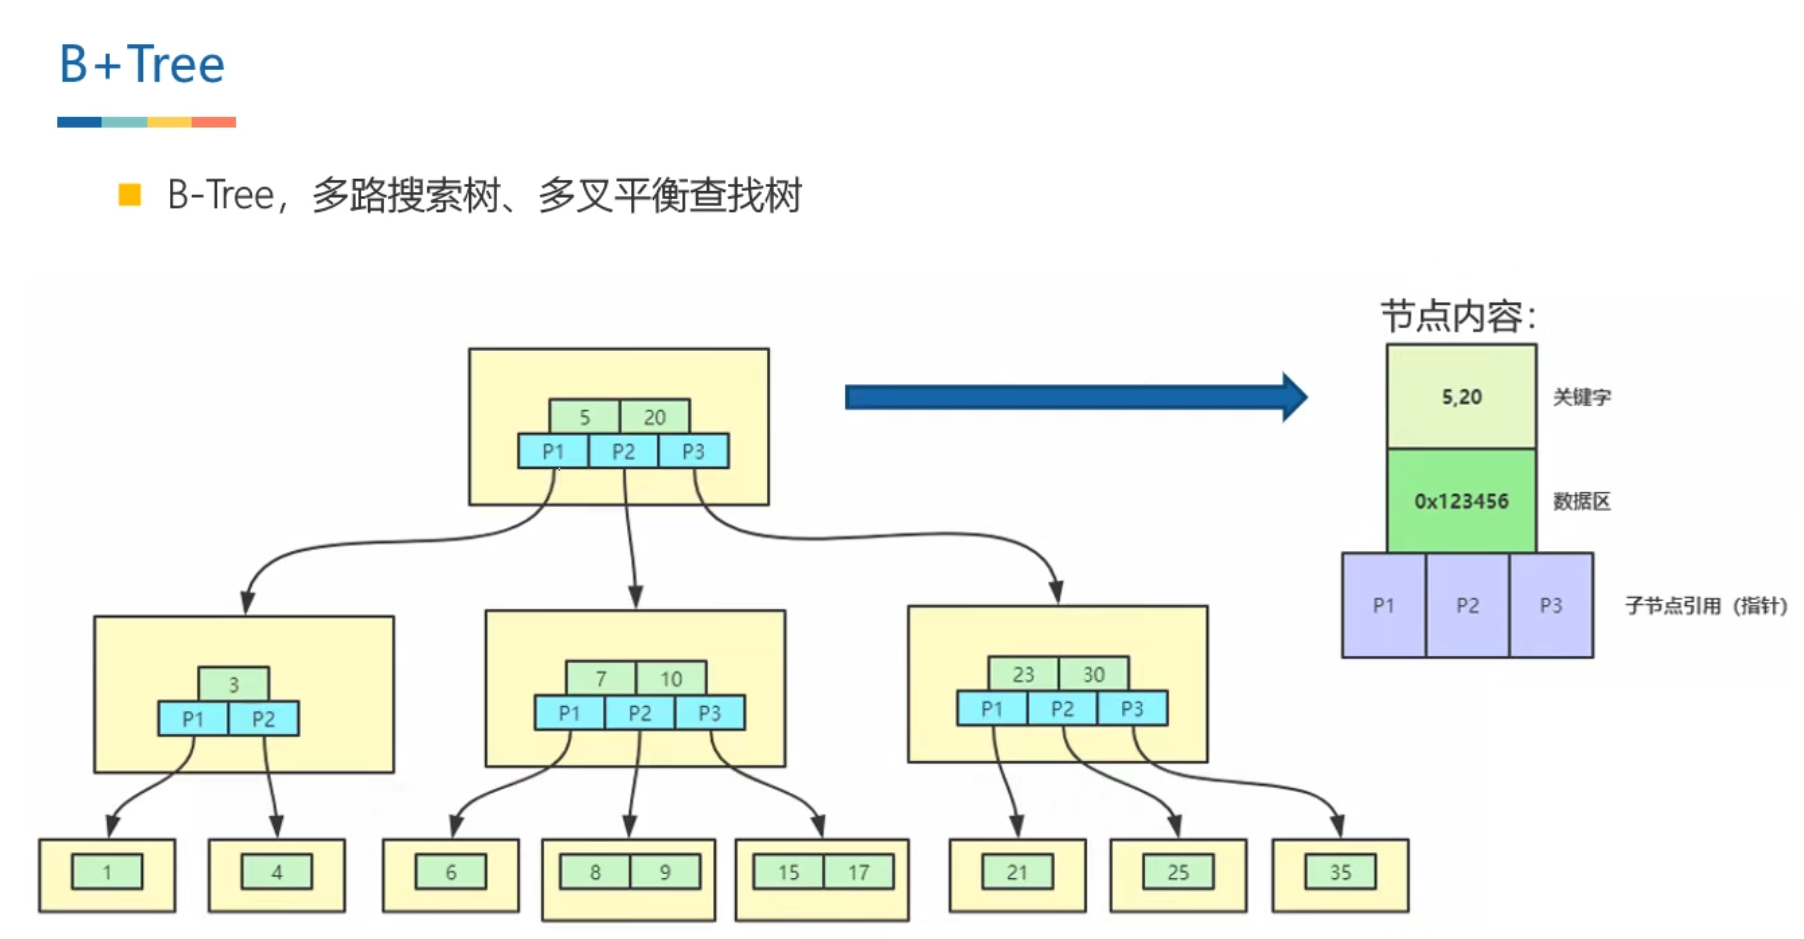 B+Tree
B-Tree，多路搜索树、多叉平衡查找树
节点内容：
5 20
P1 P2 P3
5,20 关键字
0x123456 数据区
P1 P2 P3 子节点引用（指针）
3
P1 P2
7 10
P1 P2 P3
23 30
P1 P2 P3
1
4
6
8 9
15 17
21
25
35